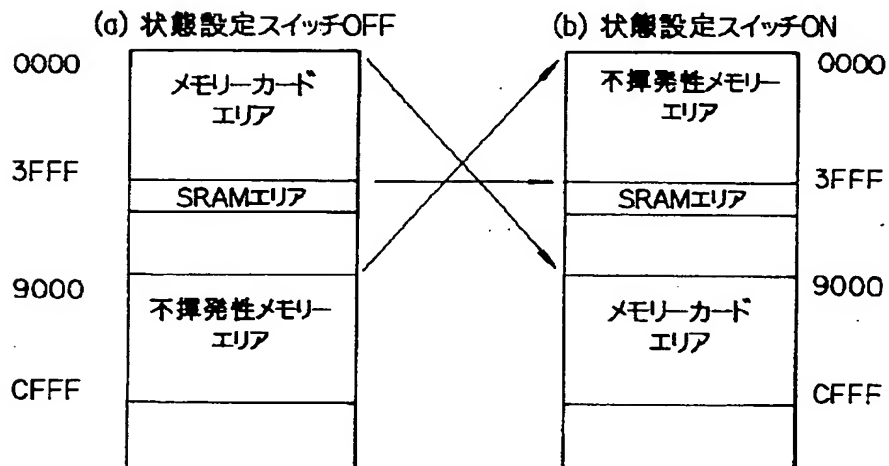 (a) 状態設定スイッチOFF
0000
メモリーカード
エリア
3FFF
SRAMエリア
9000
不揮発性メモリー
エリア
CFFF
(b) 状態設定スイッチON
0000
不揮発性メモリー
エリア
3FFF
SRAMエリア
9000
メモリーカード
エリア
CFFF